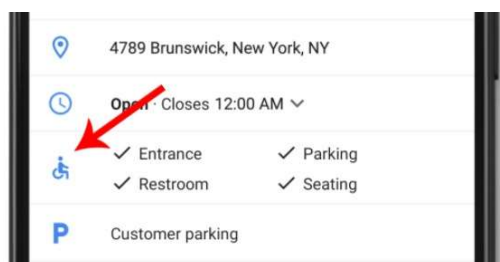 4789 Brunswick, New York, NY
Open · Closes 12:00 AM
Entrance Parking
Restroom Seating
P Customer parking